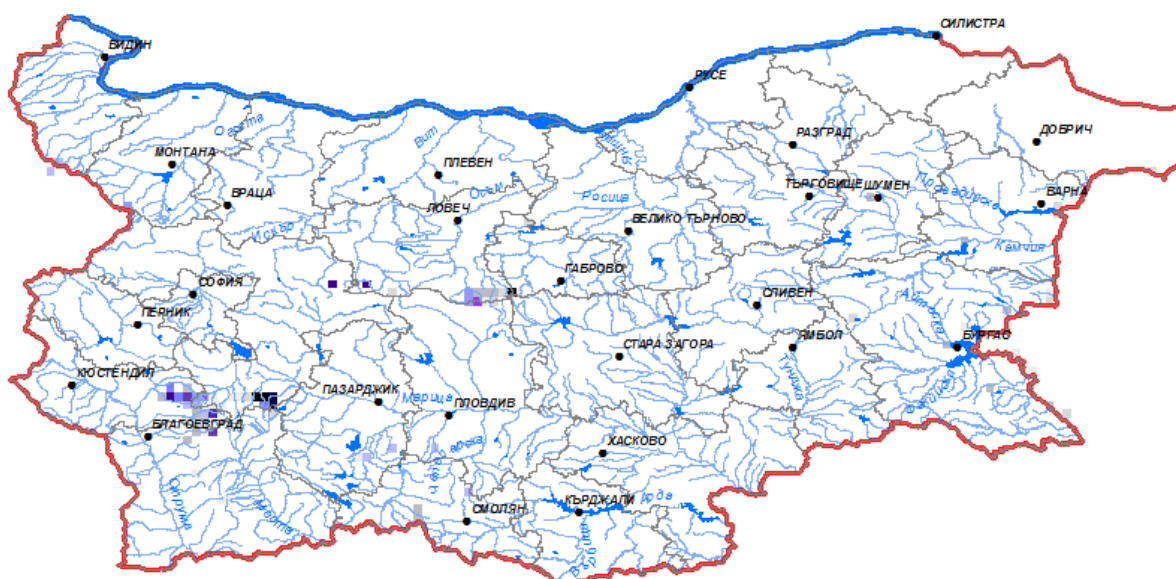 СИЛИСТРА
ВИДИН
РУСЕ
Огоста
Вит
РАЗГРАД
ДОБРИЧ
МОНТАНА
ПЛЕВЕН
ВРАЦА
Осъм
Росица
ТЪРГОВИЩЕ
ШУМЕН
Провадийска
ВАРНА
ЛОВЕЧ
Искър
ВЕЛИКО ТЪРНОВО
Камчия
ГАБРОВО
СОФИЯ
СЛИВЕН
Айтоска
ПЕРНИК
ЯМБОЛ
БУРГАС
СТАРА ЗАГОРА
КЮСТЕНДИЛ
ПАЗАРДЖИК
Марица
ПЛОВДИВ
БЛАГОЕВГРАД
ХАСКОВО
Струма
Места
СМОЛЯН
КЪРДЖАЛИ